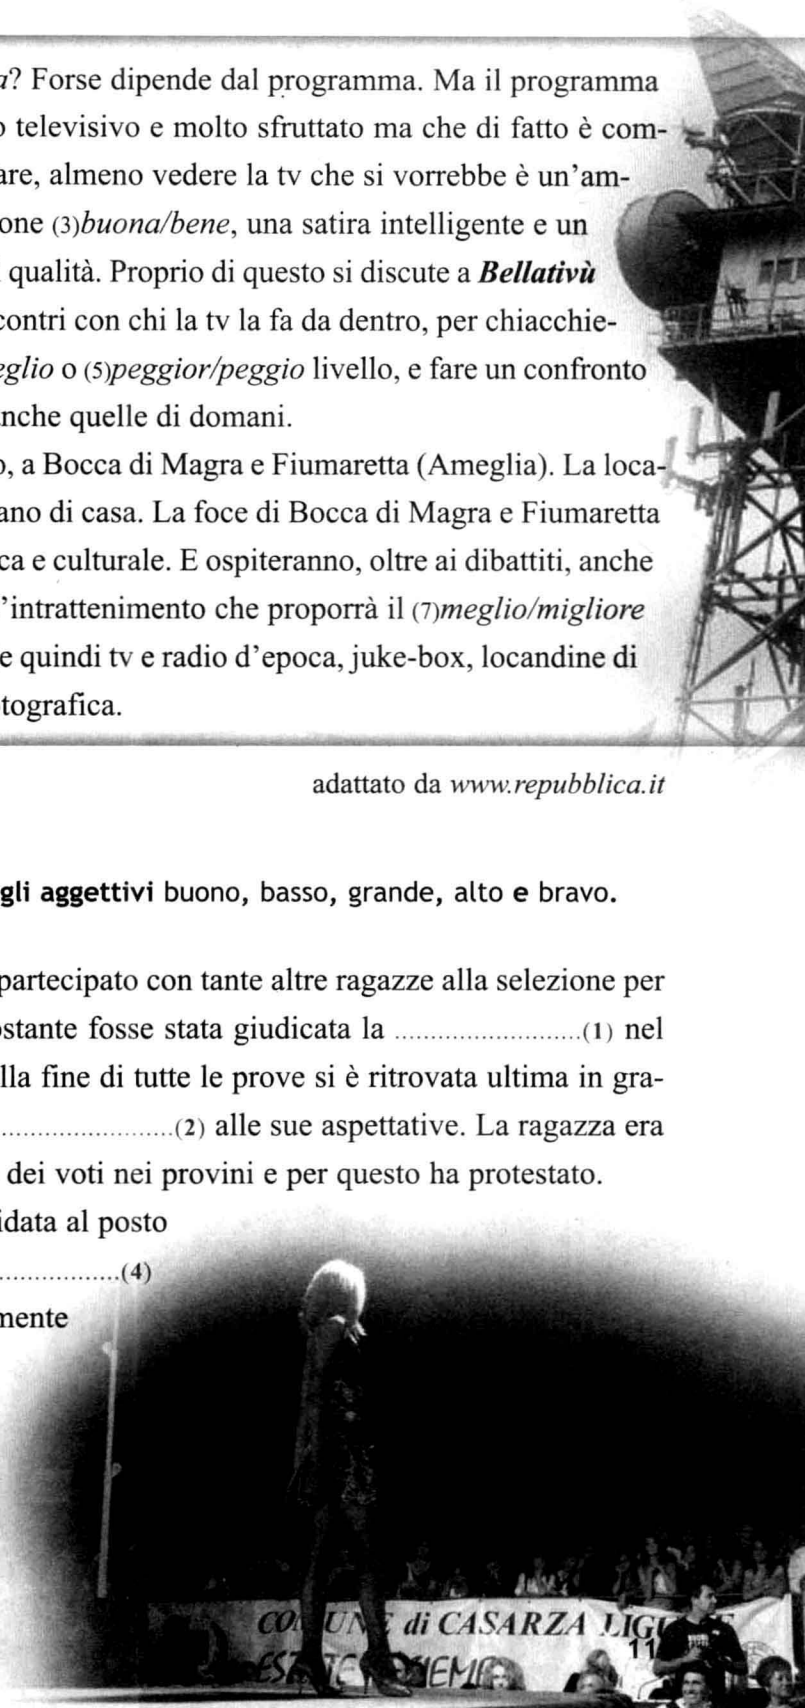 a? Forse dipende dal programma. Ma il programma
o televisivo e molto sfruttato ma che di fatto è com-
are, almeno vedere la tv che si vorrebbe è un'am-
one (3)buona/bene, una satira intelligente e un
qualità. Proprio di questo si discute a Bellativù
contri con chi la tv la fa da dentro, per chiacchie-
eglio o (5)peggior/peggio livello, e fare un confronto
nche quelle di domani.
o, a Bocca di Magra e Fiumaretta (Ameglia). La loca-
ano di casa. La foce di Bocca di Magra e Fiumaretta
ca e culturale. E ospiteranno, oltre ai dibattiti, anche
l'intrattenimento che proporrà il (7)meglio/migliore
e quindi tv e radio d'epoca, juke-box, locandine di
tografica.
adattato da www.repubblica.it
gli aggettivi buono, basso, grande, alto e bravo.
partecipato con tante altre ragazze alla selezione per
ostante fosse stata giudicata la .........................(1) nel
lla fine di tutte le prove si è ritrovata ultima in gra-
.......................(2) alle sue aspettative. La ragazza era
dei voti nei provini e per questo ha protestato.
idata al posto
................(4)
mente
COMUNE di CASARZA LIGURE
11